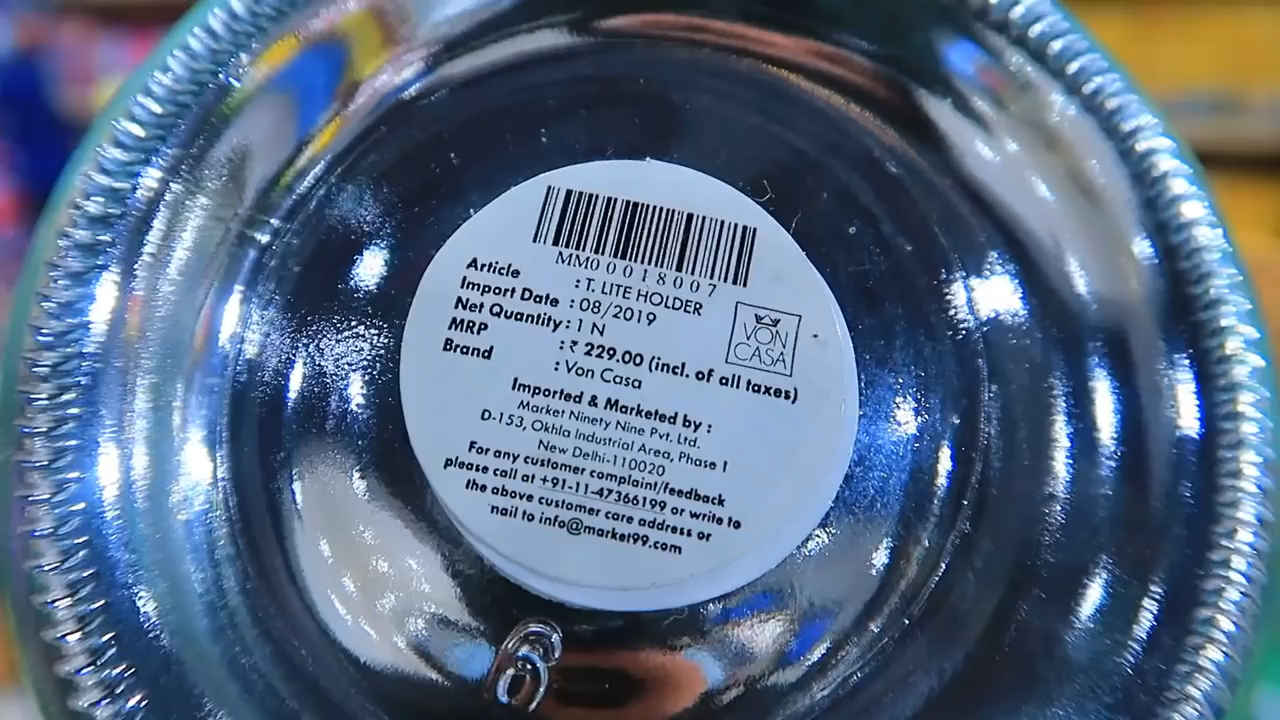 MM00018007
Article : T. LITE HOLDER
Import Date : 08/2019
Net Quantity : 1 N
MRP : ₹ 229.00 (incl. of all taxes)
Brand : Von Casa
VON
CASA
Imported & Marketed by :
Market Ninety Nine Pvt. Ltd.
D-153, Okhla Industrial Area, Phase 1
New Delhi-110020
For any customer complaint/feedback
please call at +91-11-47366199 or write to
the above customer care address or
nail to info@market99.com
6